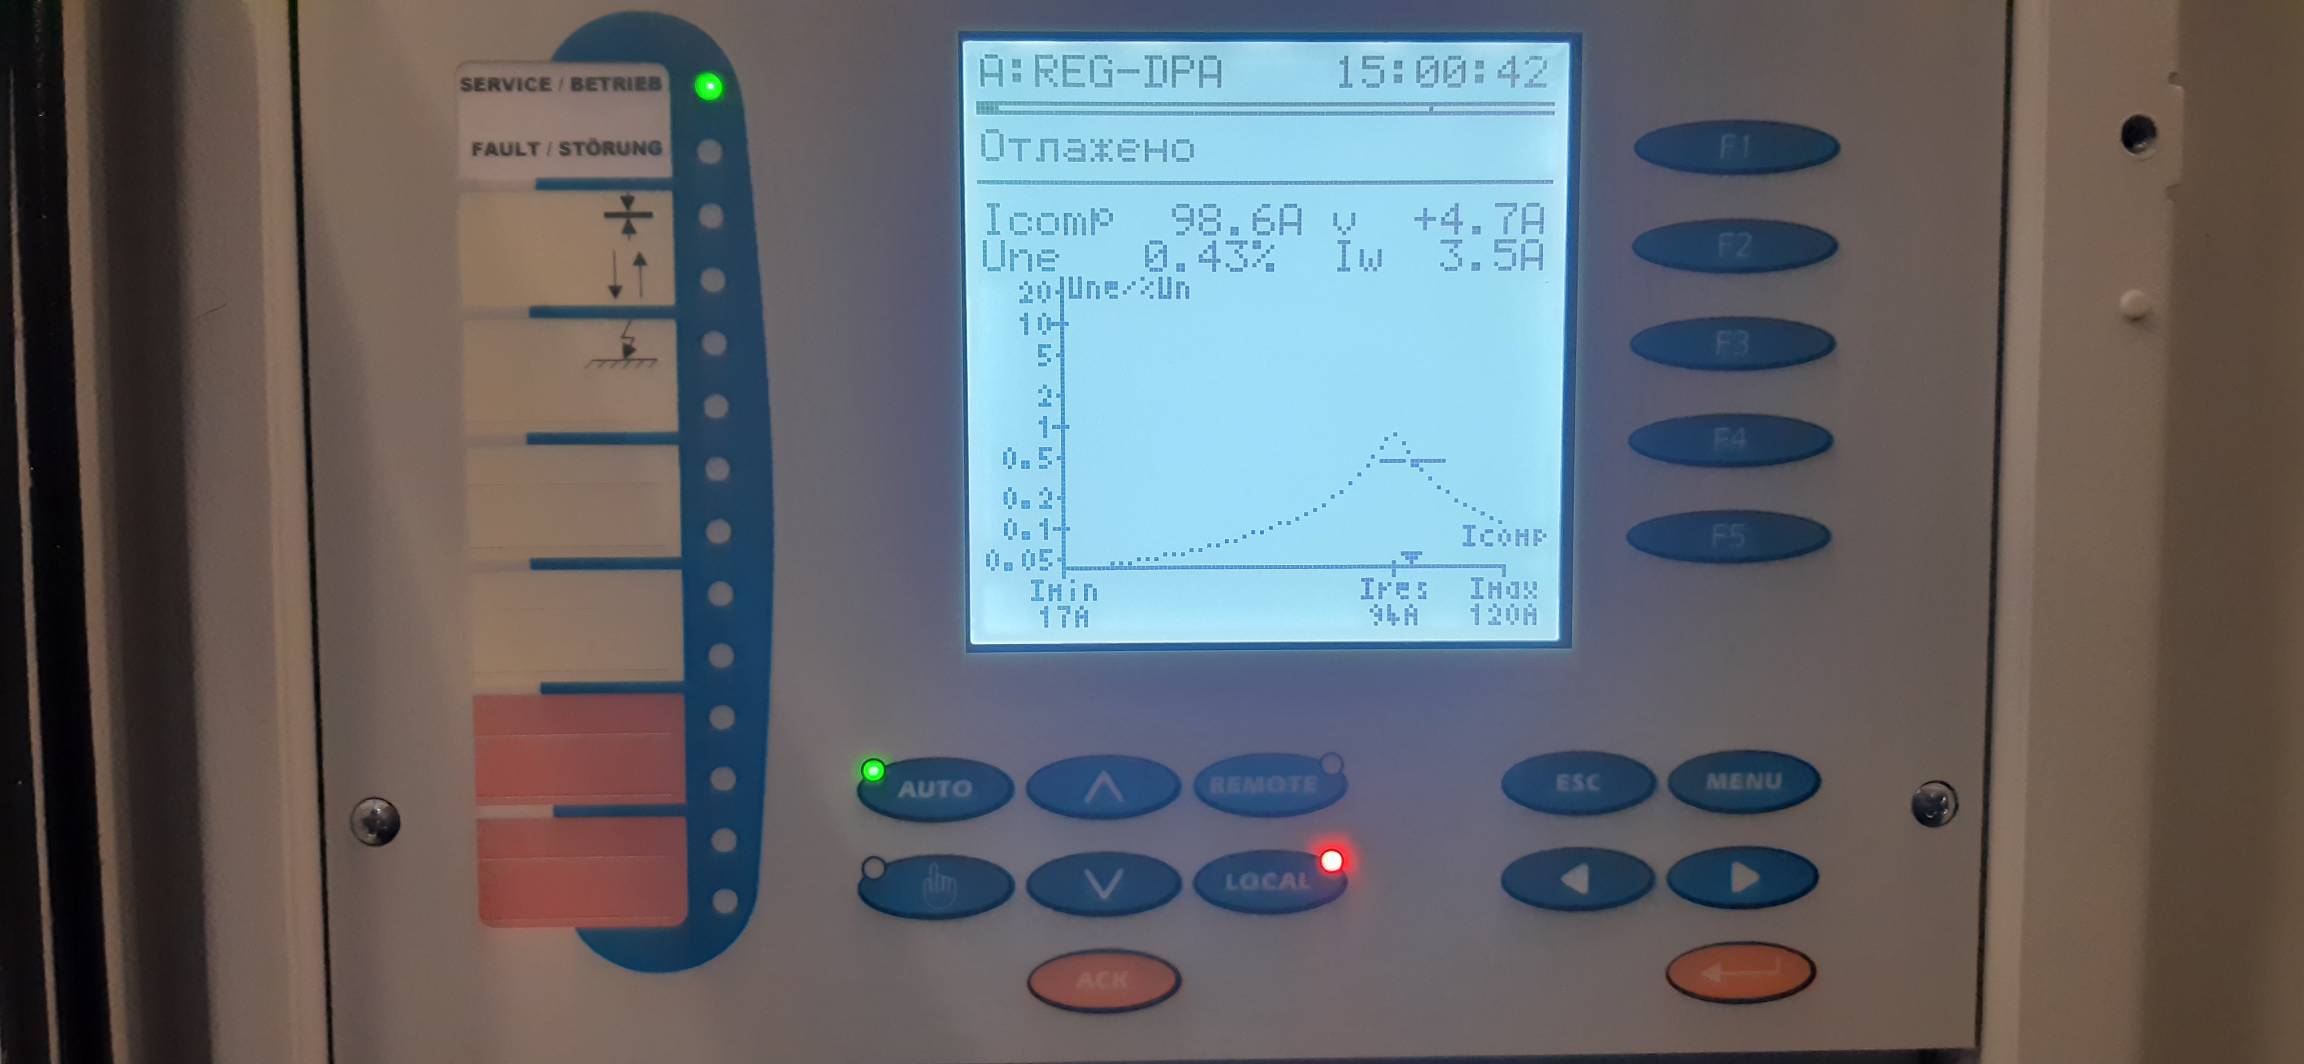 SERVICE / BETRIEB
FAULT / STÖRUNG
A:REG-DPA 15:00:42
Отлажено
Icomp 98.6A v +4.7A
Une 0.43% Iw 3.5A
Une/%Un
20
10
5
2
1
0.5
0.2
0.1
0.05
Icomp
Imin Ires Imax
17A 94A 120A
F1
F2
F3
F4
F5
AUTO REMOTE ESC MENU
LOCAL
ACK